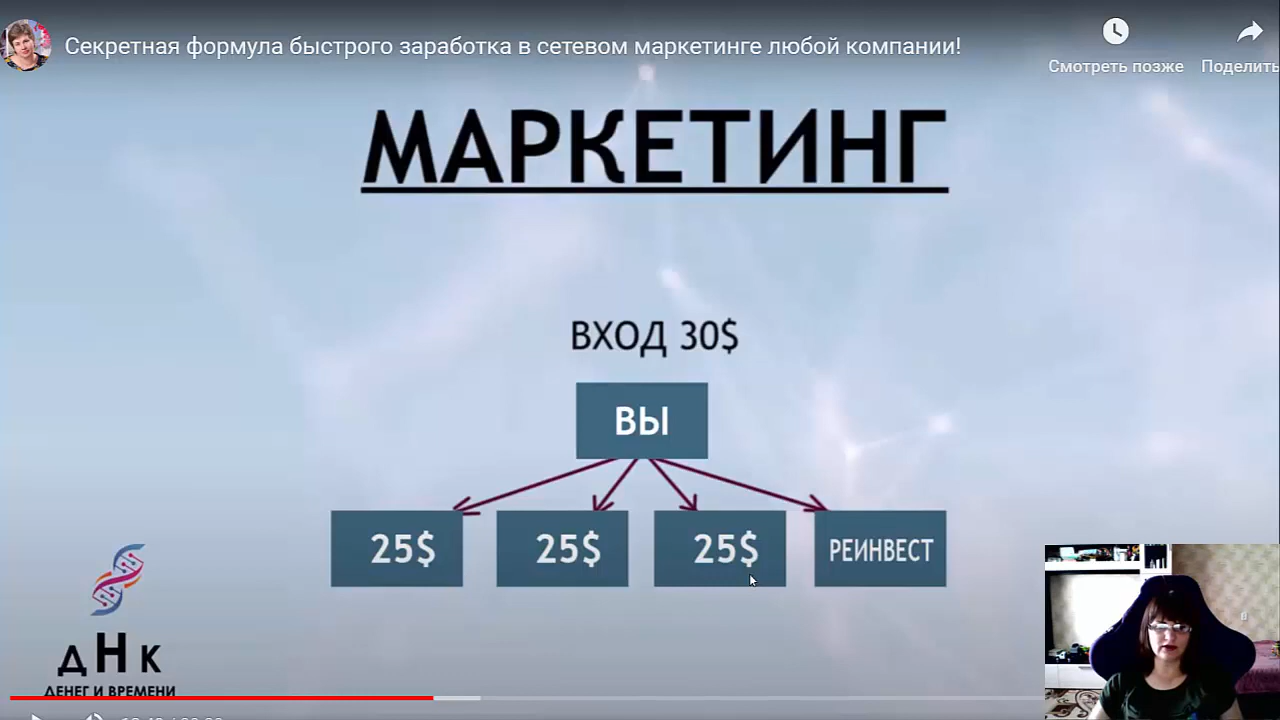 Секретная формула быстрого заработка в сетевом маркетинге любой компании!
Смотреть позже
Поделить
МАРКЕТИНГ
ВХОД 30$
ВЫ
25$ 25$ 25$ РЕИНВЕСТ
дНк
ДЕНЕГ И ВРЕМЕНИ